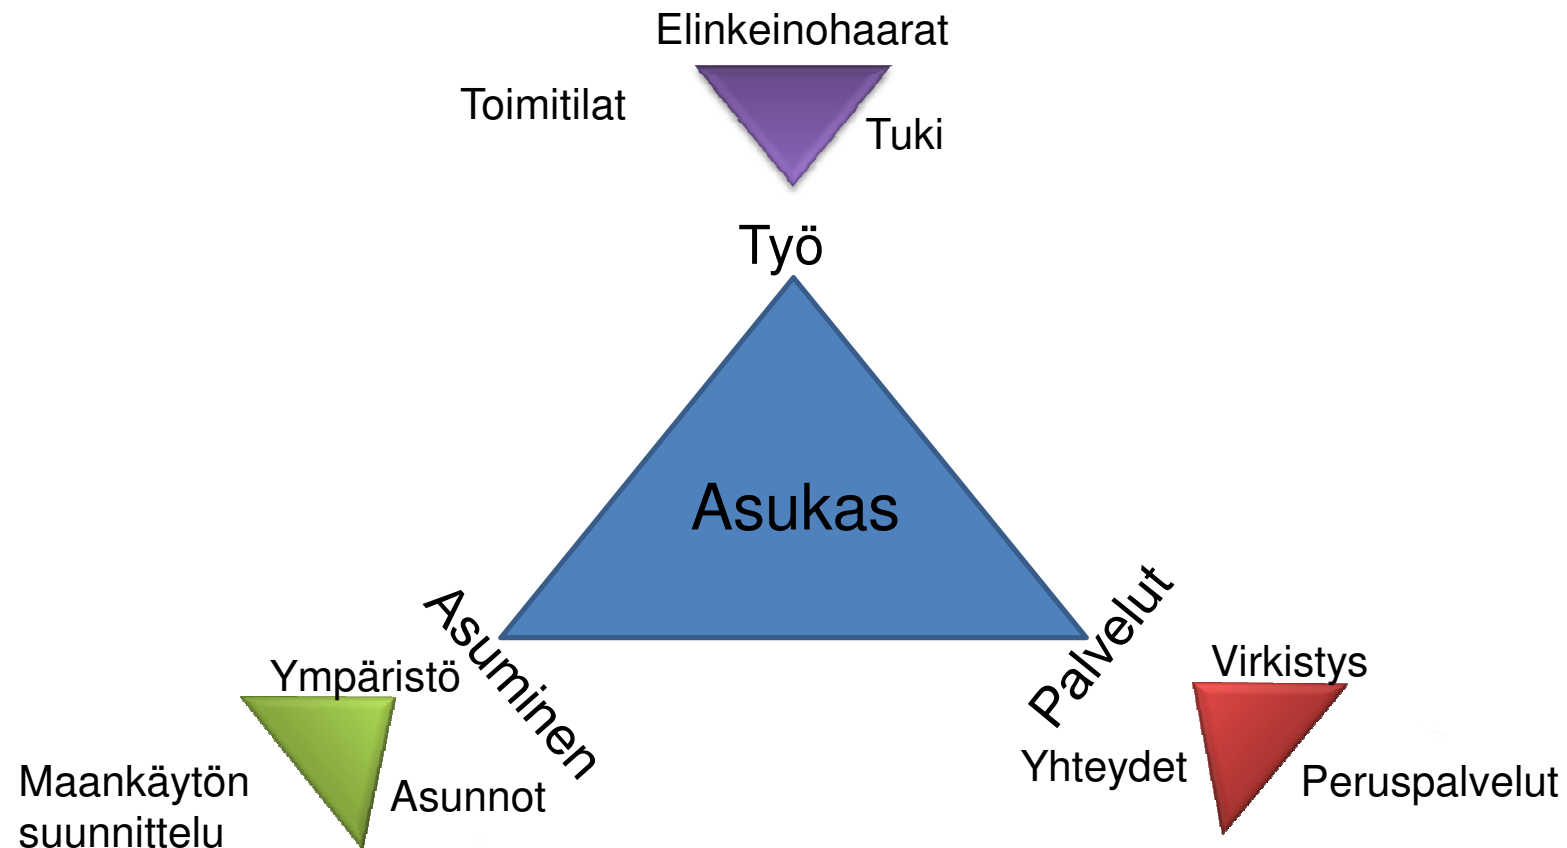 Elinkeinohaarat
Toimitilat
Tuki
Työ
Asukas
Asuminen
Palvelut
Ympäristö
Maankäytön
suunnittelu
Asunnot
Virkistys
Yhteydet
Peruspalvelut